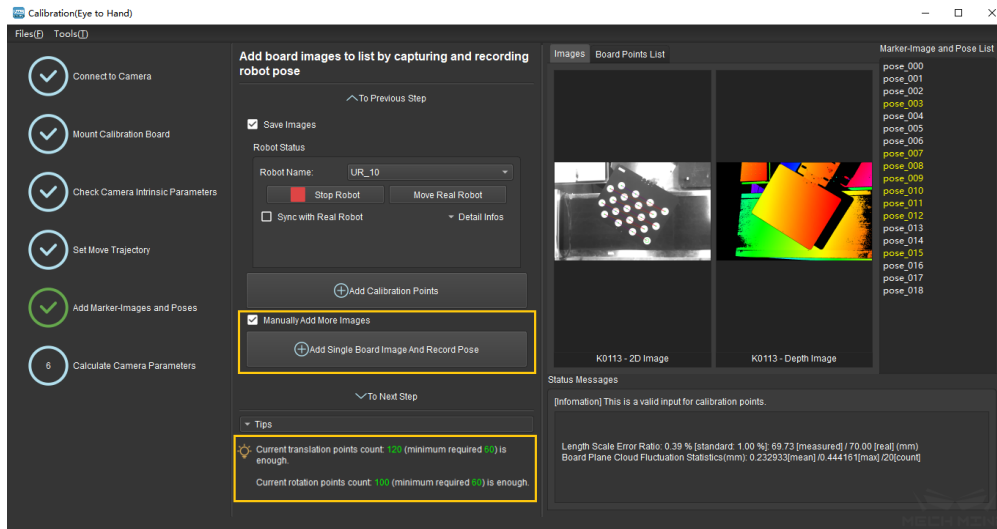 Calibration(Eye to Hand)
Files(F) Tools(T)
Connect to Camera
Mount Calibration Board
Check Camera Intrinsic Parameters
Set Move Trajectory
Add Marker-Images and Poses
6
Calculate Camera Parameters
Add board images to list by capturing and recording
robot pose
To Previous Step
Save Images
Robot Status
Robot Name: UR_10
Stop Robot
Move Real Robot
Sync with Real Robot
Detail Infos
Add Calibration Points
Manually Add More Images
Add Single Board Image And Record Pose
To Next Step
Tips
Current translation points count: 120 (minimum required 60) is
enough.
Current rotation points count: 100 (minimum required 60) is enough.
Images
Board Points List
K0113 - 2D Image
K0113 - Depth Image
Marker-Image and Pose List
pose_000
pose_001
pose_002
pose_003
pose_004
pose_005
pose_006
pose_007
pose_008
pose_009
pose_010
pose_011
pose_012
pose_013
pose_014
pose_015
pose_016
pose_017
pose_018
Status Messages
[Infomation] This is a valid input for calibration points.
Length Scale Error Ratio: 0.39 % [standard: 1.00 %]: 69.73 [measured] / 70.00 [real] (mm)
Board Plane Cloud Fluctuation Statistics(mm): 0.232933[mean] /0.444161[max] /20[count]
MECH MIND